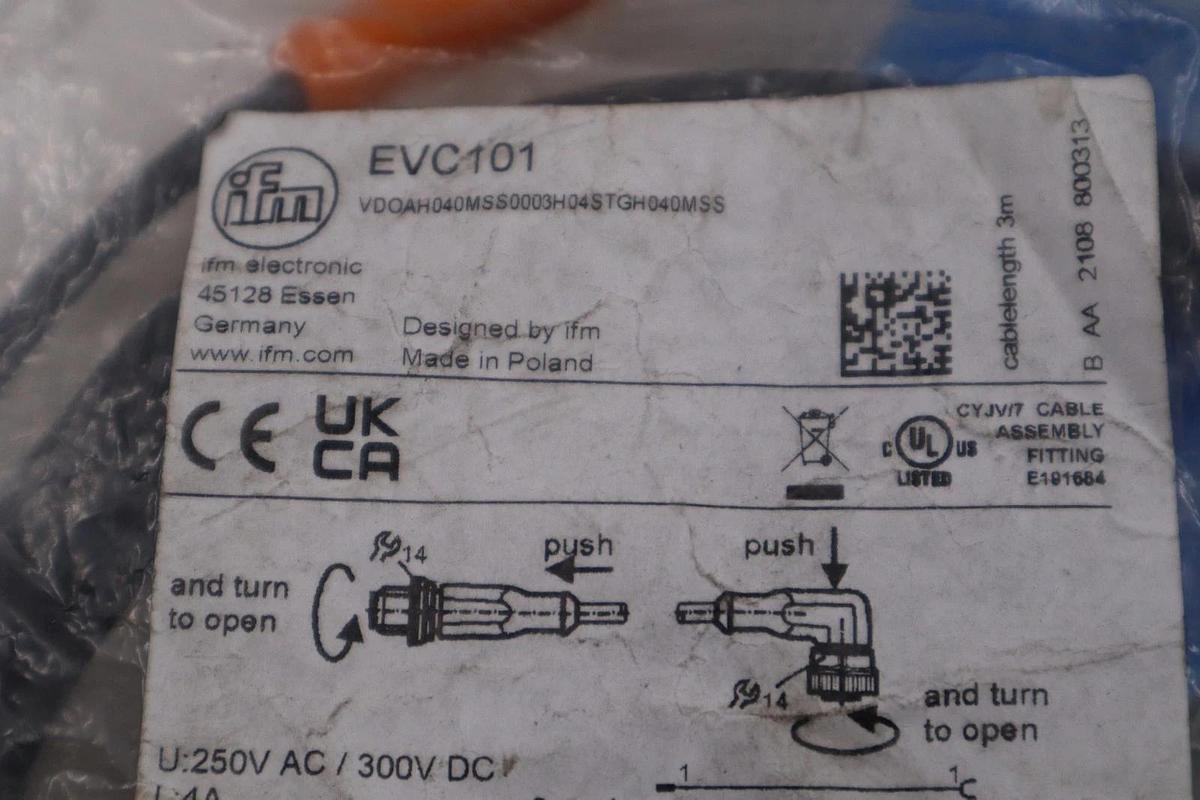 ifm
EVC101
VDOAH040MSS0003H04STGH040MSS
ifm electronic
45128 Essen
Germany
www.ifm.com
Designed by ifm
Made in Poland
cablelength 3m
B AA 2108 800313
CE
UK
CA
C UL US
LISTED
CYJV/7 CABLE
ASSEMBLY
FITTING
E191684
and turn
to open
14
push
push
14
and turn
to open
U:250V AC / 300V DC
I:4A
1
1